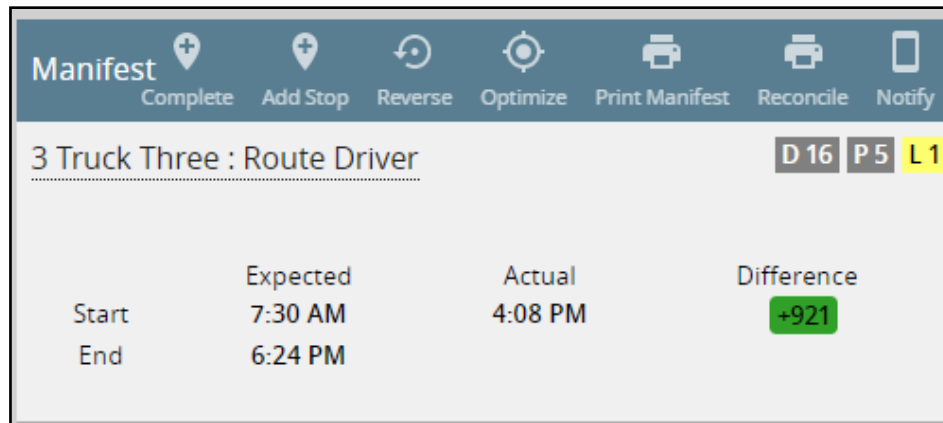 Manifest
Complete Add Stop Reverse Optimize Print Manifest Reconcile Notify
3 Truck Three : Route Driver D 16 P 5 L 1
Expected Actual Difference
Start 7:30 AM 4:08 PM +921
End 6:24 PM